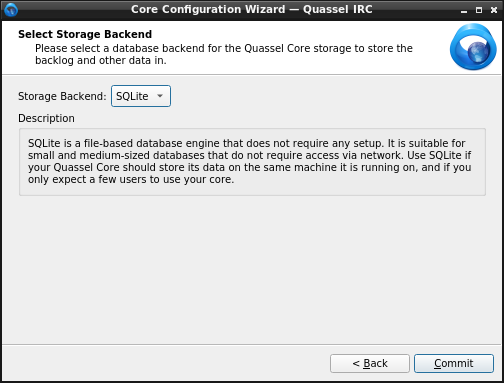 Core Configuration Wizard — Quassel IRC
Select Storage Backend
Please select a database backend for the Quassel Core storage to store the
backlog and other data in.
Storage Backend: SQLite
Description
SQLite is a file-based database engine that does not require any setup. It is suitable for
small and medium-sized databases that do not require access via network. Use SQLite if
your Quassel Core should store its data on the same machine it is running on, and if you
only expect a few users to use your core.
< Back Commit